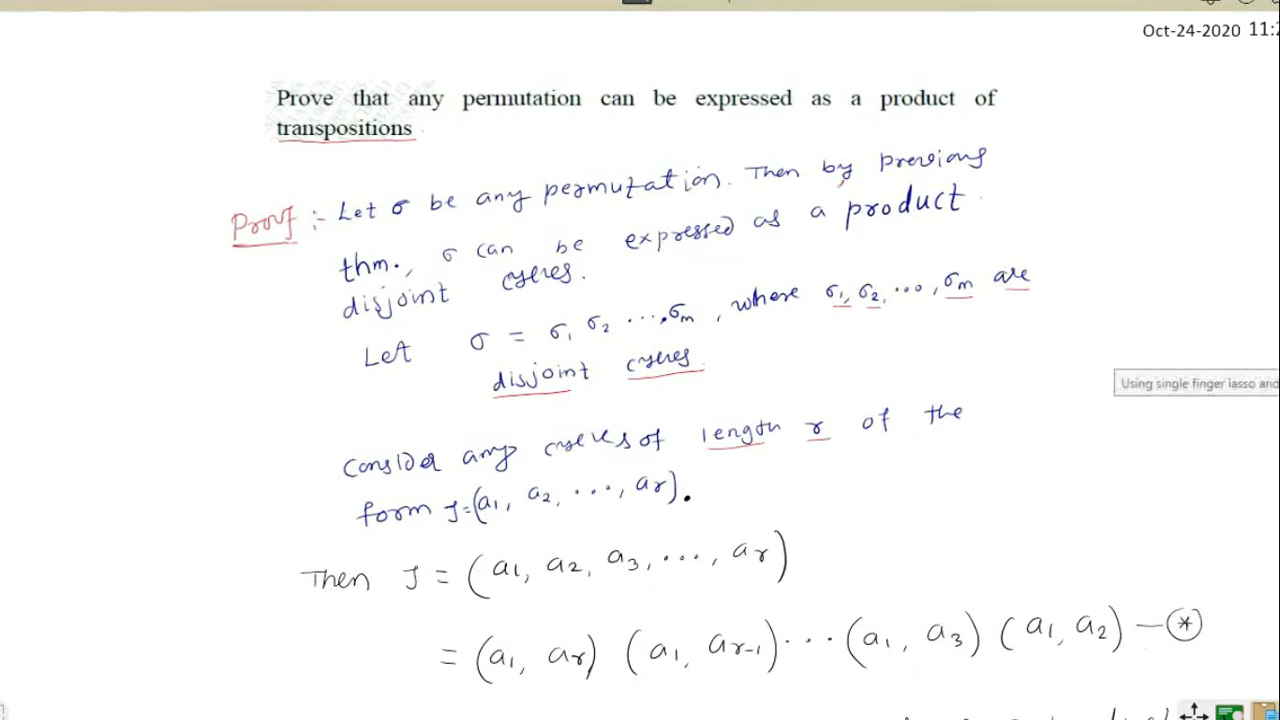 Oct-24-2020 11:2
Prove that any permutation can be expressed as a product of
transpositions
Proof :- Let σ be any permutation. Then by previous
thm., σ can be expressed as a product
disjoint cycles.
Let σ = σ1 σ2 ..., σm, where σ1, σ2, ..., σm are
disjoint cycles
Using single finger lasso and
Consider any cycles of length r of the
form J=(a1, a2, ..., ar).
Then J = (a1, a2, a3, ..., ar)
= (a1, ar) (a1, ar-1) ... (a1, a3) (a1, a2) — ⊛